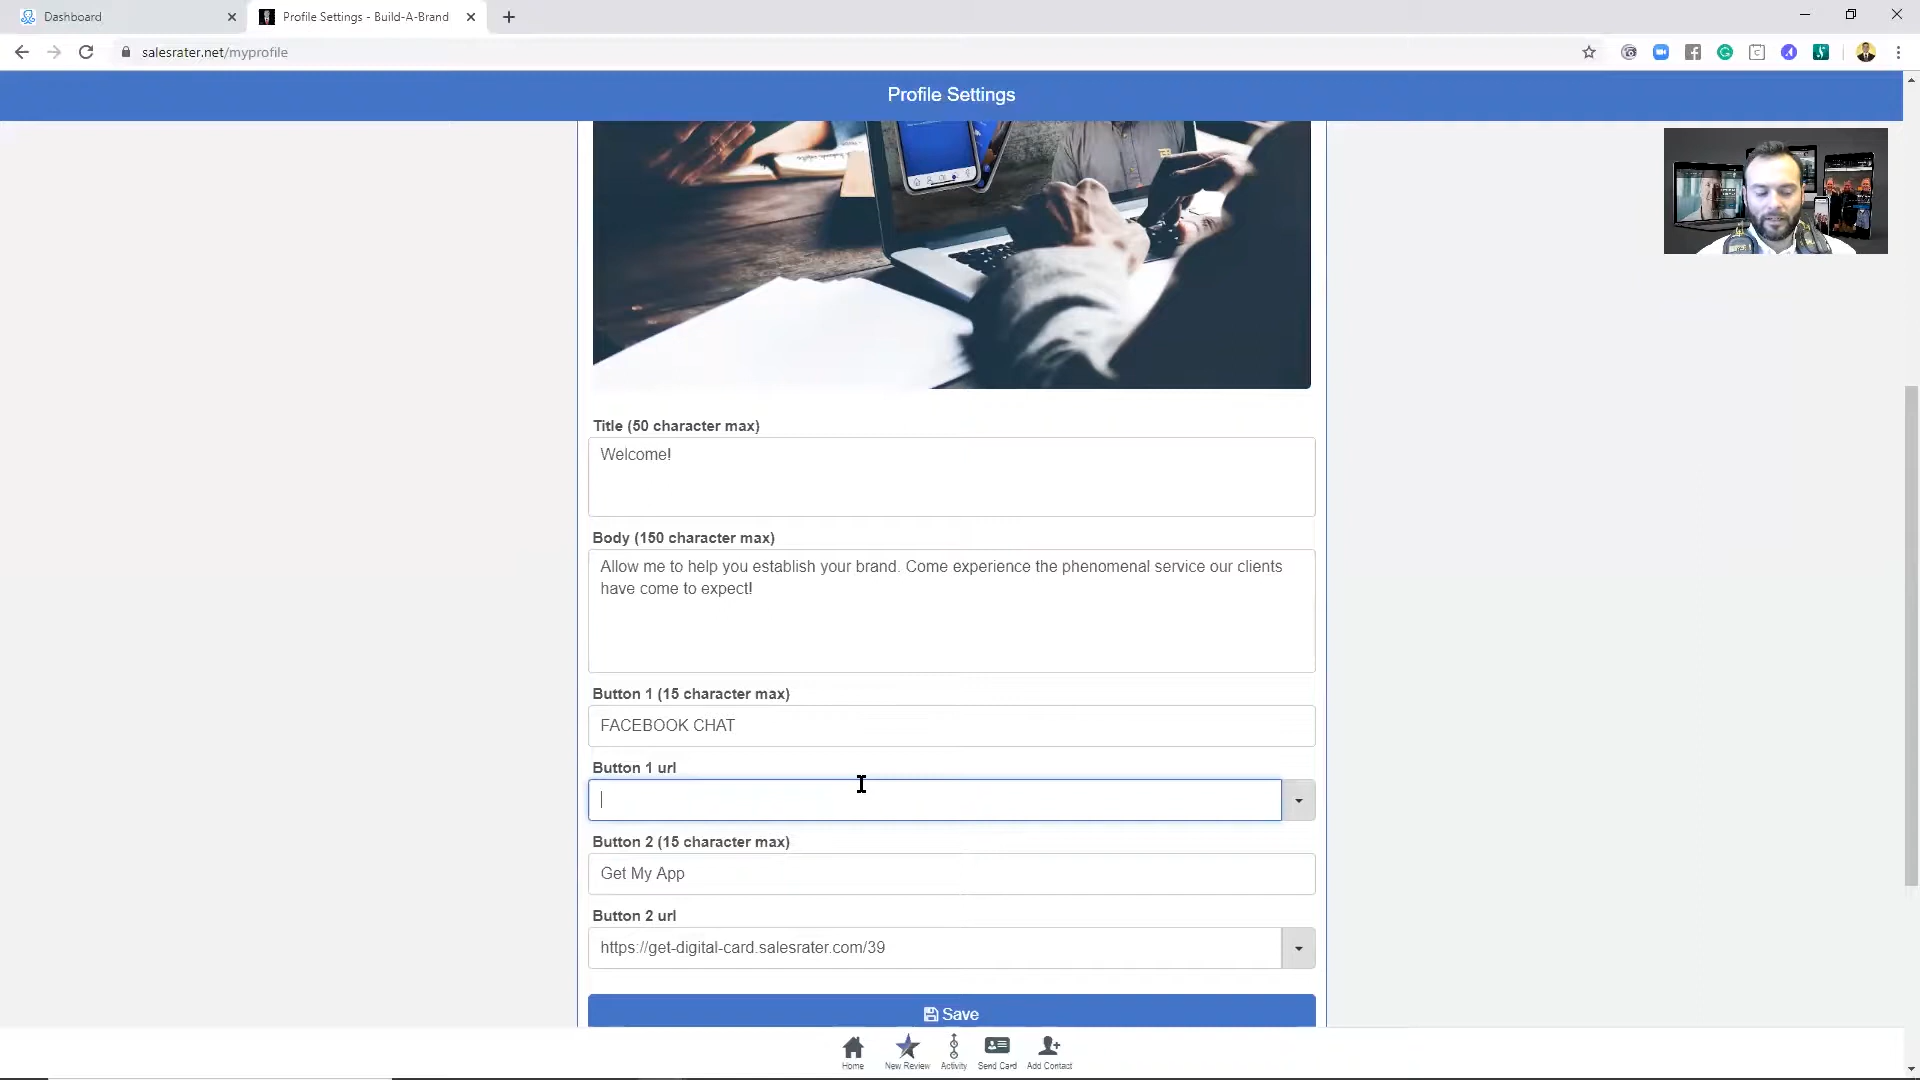 Dashboard
Profile Settings - Build-A-Brand
salesrater.net/myprofile
Profile Settings
Title (50 character max)
Welcome!
Body (150 character max)
Allow me to help you establish your brand. Come experience the phenomenal service our clients
have come to expect!
Button 1 (15 character max)
FACEBOOK CHAT
Button 1 url
Button 2 (15 character max)
Get My App
Button 2 url
https://get-digital-card.salesrater.com/39
Save
Home
New Review
Activity
Send Card
Add Contact